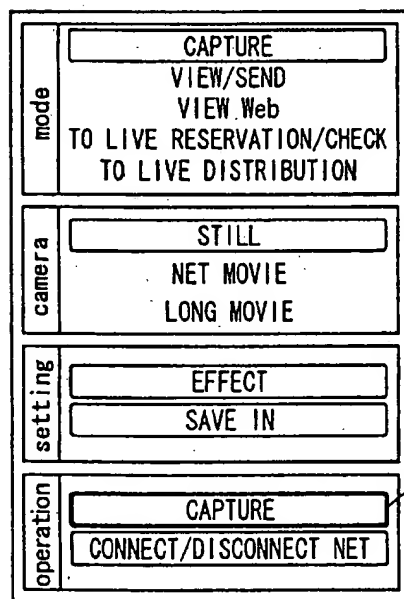 mode
CAPTURE
VIEW/SEND
VIEW Web
TO LIVE RESERVATION/CHECK
TO LIVE DISTRIBUTION
camera
STILL
NET MOVIE
LONG MOVIE
setting
EFFECT
SAVE IN
operation
CAPTURE
CONNECT/DISCONNECT NET